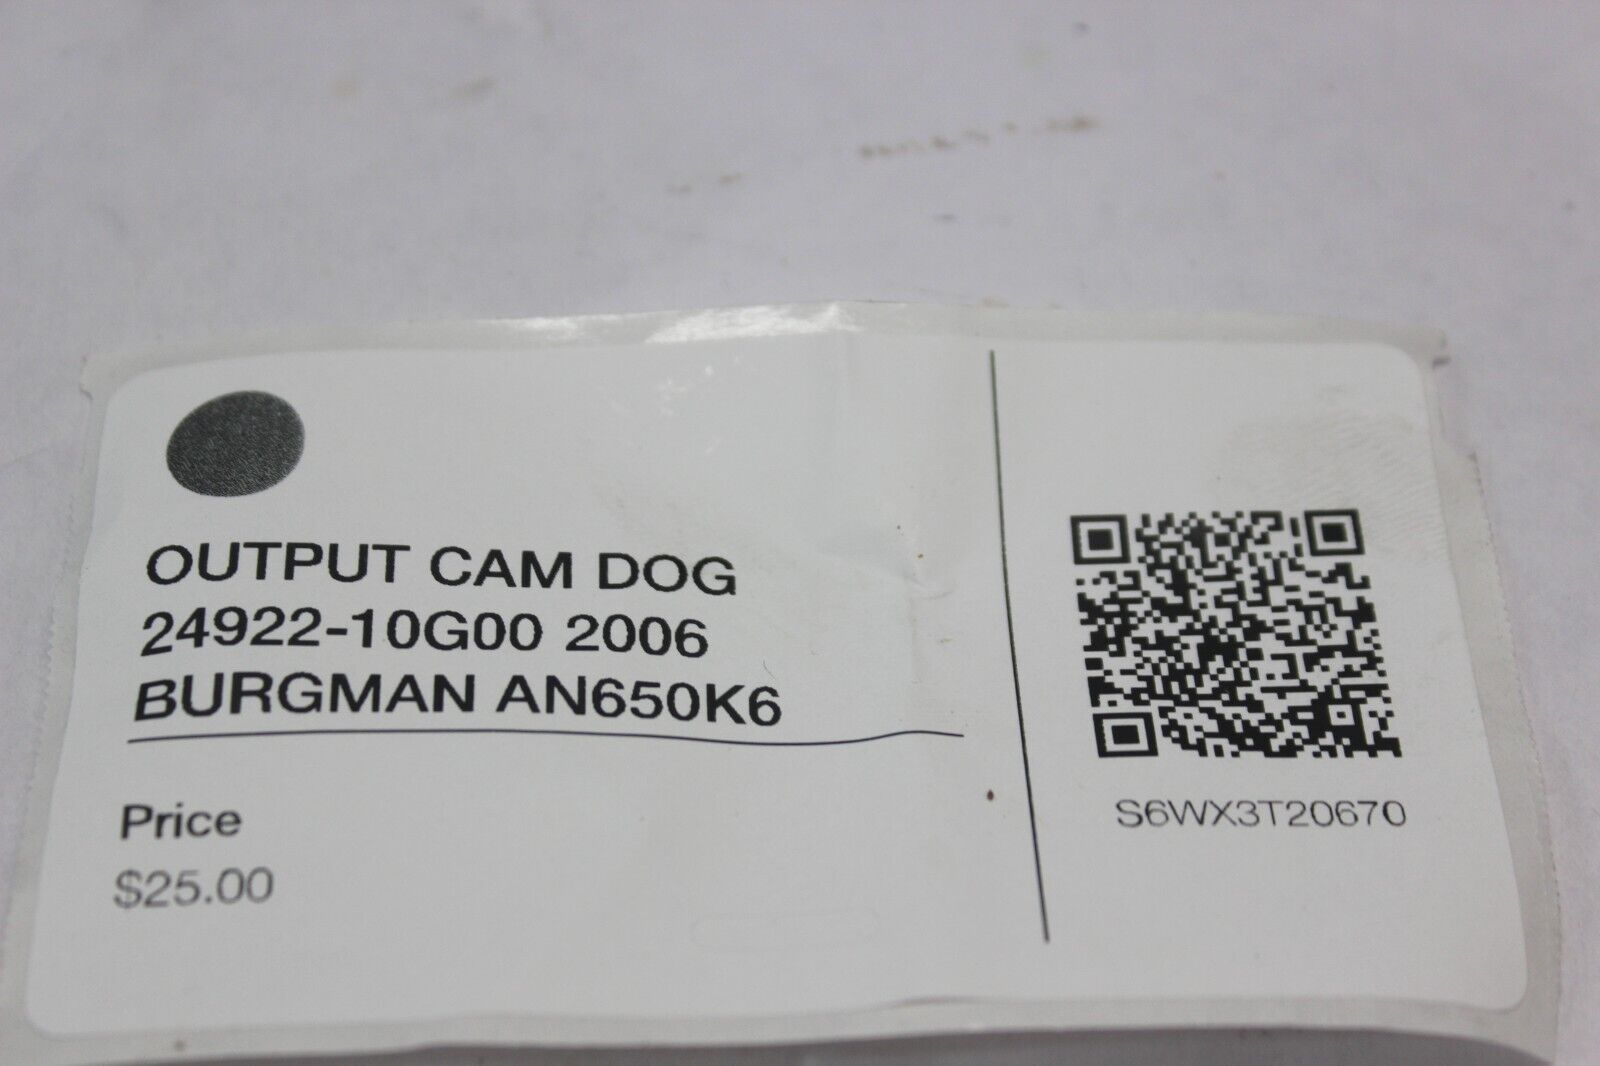 OUTPUT CAM DOG
24922-10G00 2006
BURGMAN AN650K6
Price
$25.00
S6WX3T20670